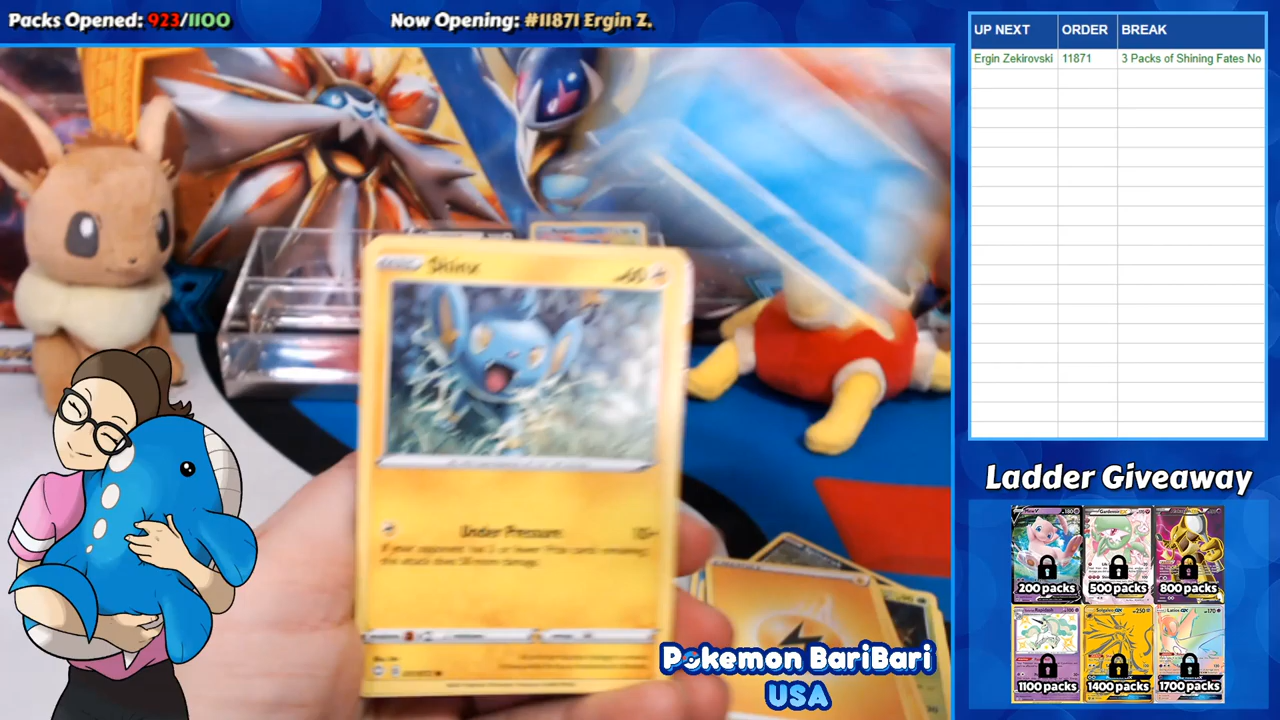 Packs Opened: 923/1100
Now Opening: #11871 Ergin Z.
UP NEXT ORDER BREAK
Ergin Zekirovski 11871 3 Packs of Shining Fates No
Shinx 60
Under Pressure 10+
Ladder Giveaway
200 packs
500 packs
800 packs
1100 packs
1400 packs
1700 packs
Pokemon BariBari
USA